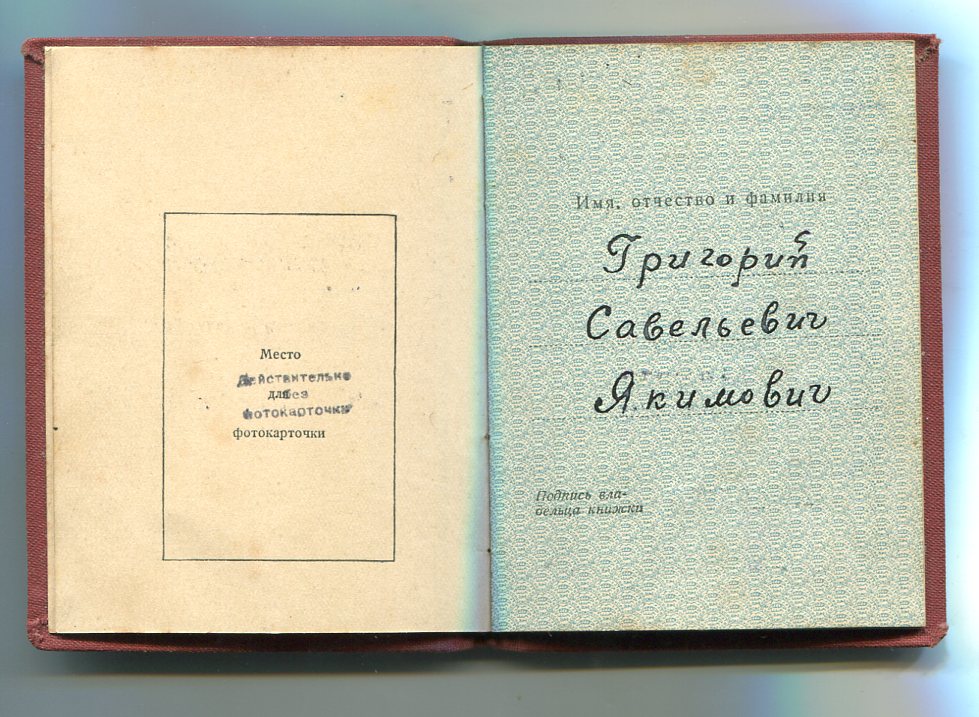 Место
Действительно
для без
фотокарточки
фотокарточки
Имя, отчество и фамилия
Григорий
Савельевич
Якимович
Подпись вла-
дельца книжки